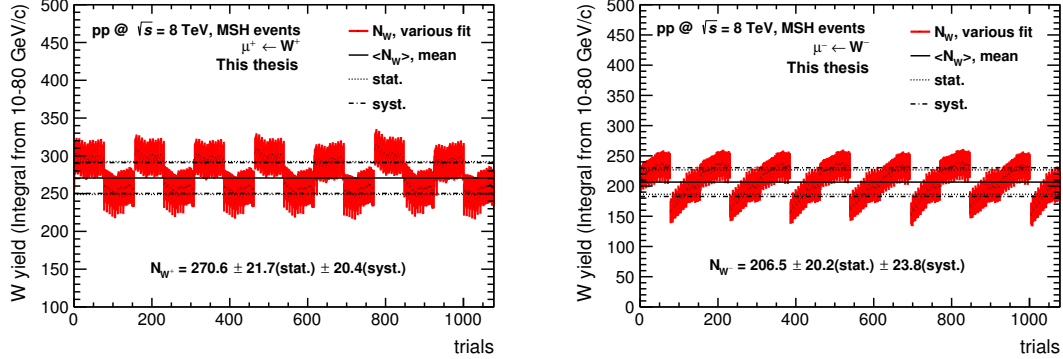 pp @ √s = 8 TeV, MSH events
μ⁺ ← W⁺
This thesis
N_W, various fit
<N_W>, mean
stat.
syst.
N_W⁺ = 270.6 ± 21.7(stat.) ± 20.4(syst.)
W yield (Integral from 10-80 GeV/c)
500
450
400
350
300
250
200
150
100
0 200 400 600 800 1000
trials
pp @ √s = 8 TeV, MSH events
μ⁻ ← W⁻
This thesis
N_W, various fit
<N_W>, mean
stat.
syst.
N_W⁻ = 206.5 ± 20.2(stat.) ± 23.8(syst.)
W yield (Integral from 10-80 GeV/c)
500
450
400
350
300
250
200
150
100
50
0
0 200 400 600 800 1000
trials